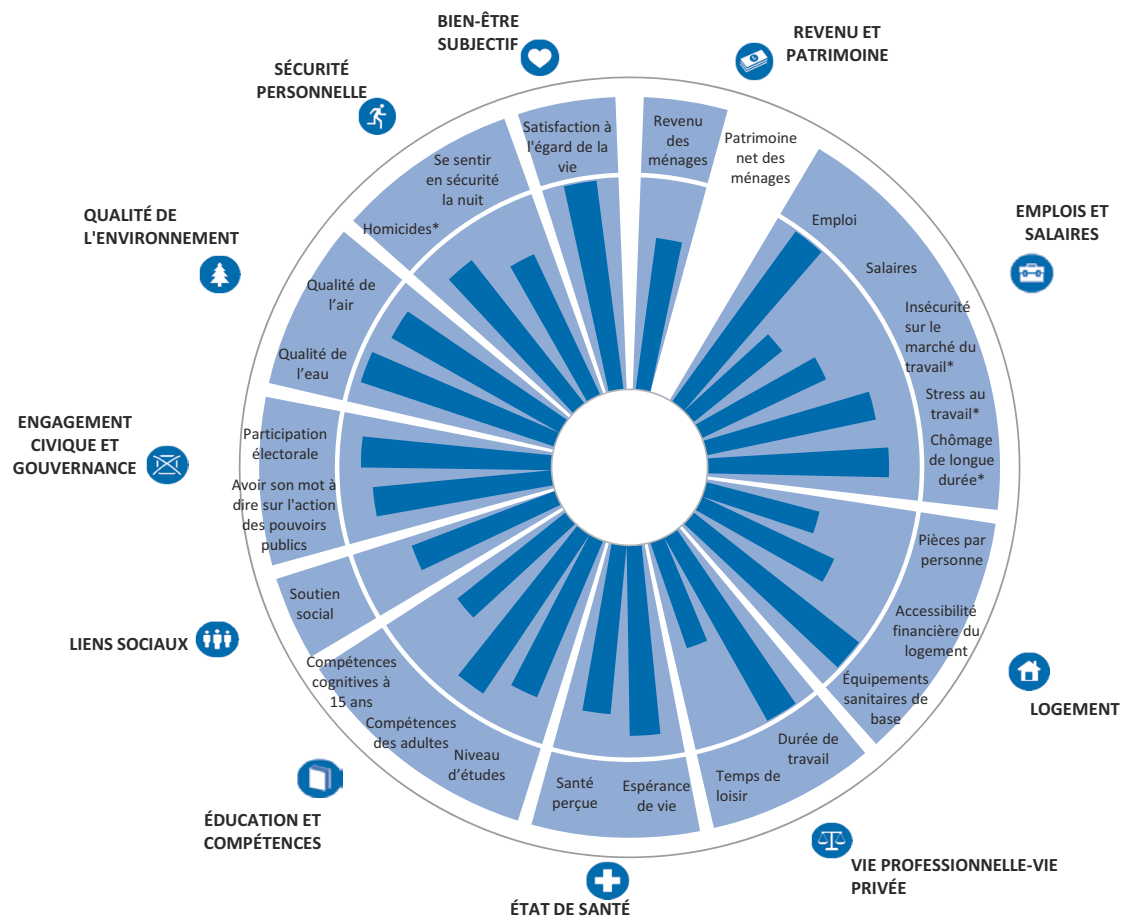 BIEN-ÊTRE
SUBJECTIF
REVENU ET
PATRIMOINE
SÉCURITÉ
PERSONNELLE
Satisfaction à
l'égard de la
vie
Revenu
des
ménages
Patrimoine
net des
ménages
Se sentir
en sécurité
la nuit
Homicides*
QUALITÉ DE
L'ENVIRONNEMENT
EMPLOIS ET
SALAIRES
Emploi
Salaires
Insécurité
sur le
marché du
travail*
Stress au
travail*
Chômage
de longue
durée*
Qualité de
l’air
Qualité de
l’eau
ENGAGEMENT
CIVIQUE ET
GOUVERNANCE
Participation
électorale
Avoir son mot à
dire sur l'action
des pouvoirs
publics
Pièces par
personne
Accessibilité
financière du
logement
Équipements
sanitaires de
base
LOGEMENT
LIENS SOCIAUX
Soutien
social
Compétences
cognitives à
15 ans
Compétences
des adultes
Niveau
d’études
Santé
perçue
Espérance
de vie
Temps de
loisir
Durée de
travail
ÉDUCATION ET
COMPÉTENCES
VIE PROFESSIONNELLE-VIE
PRIVÉE
ÉTAT DE SANTÉ